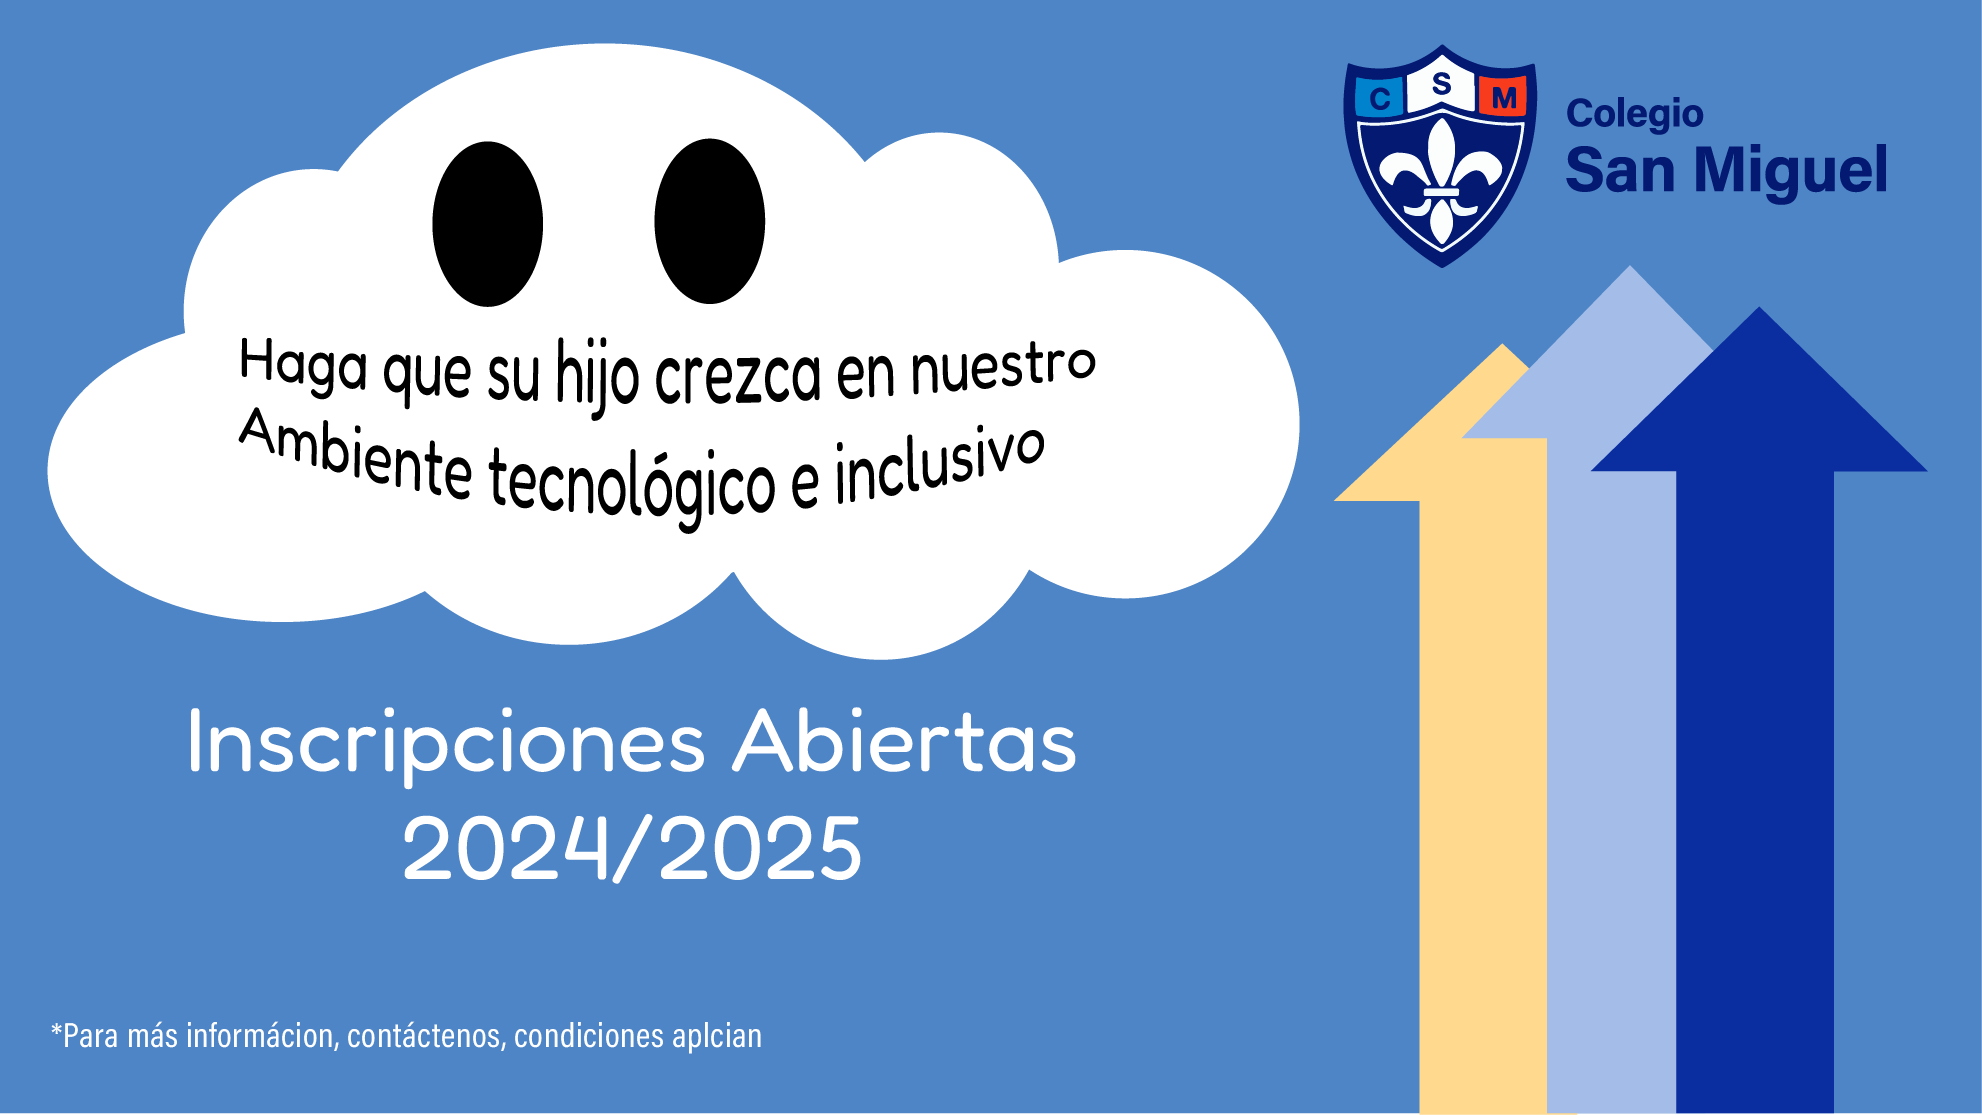 C S M
Colegio
San Miguel
Haga que su hijo crezca en nuestro
Ambiente tecnológico e inclusivo
Inscripciones Abiertas
2024/2025
*Para más informácion, contáctenos, condiciones aplcian